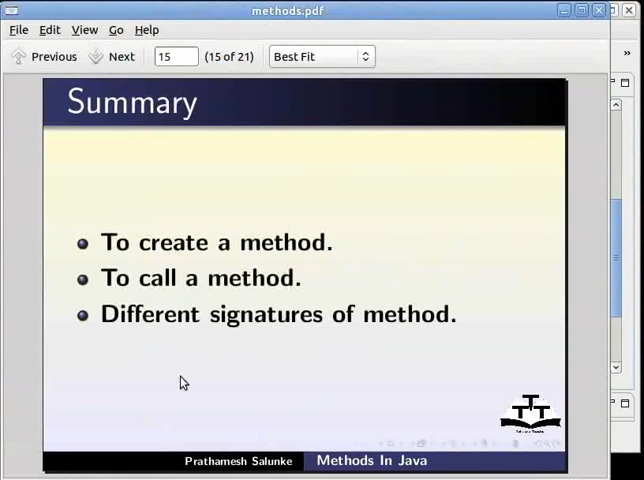 methods.pdf
File Edit View Go Help
Previous Next 15 (15 of 21) Best Fit
»
Summary
To create a method.
To call a method.
Different signatures of method.
TTT
Prathamesh Salunke Methods In Java